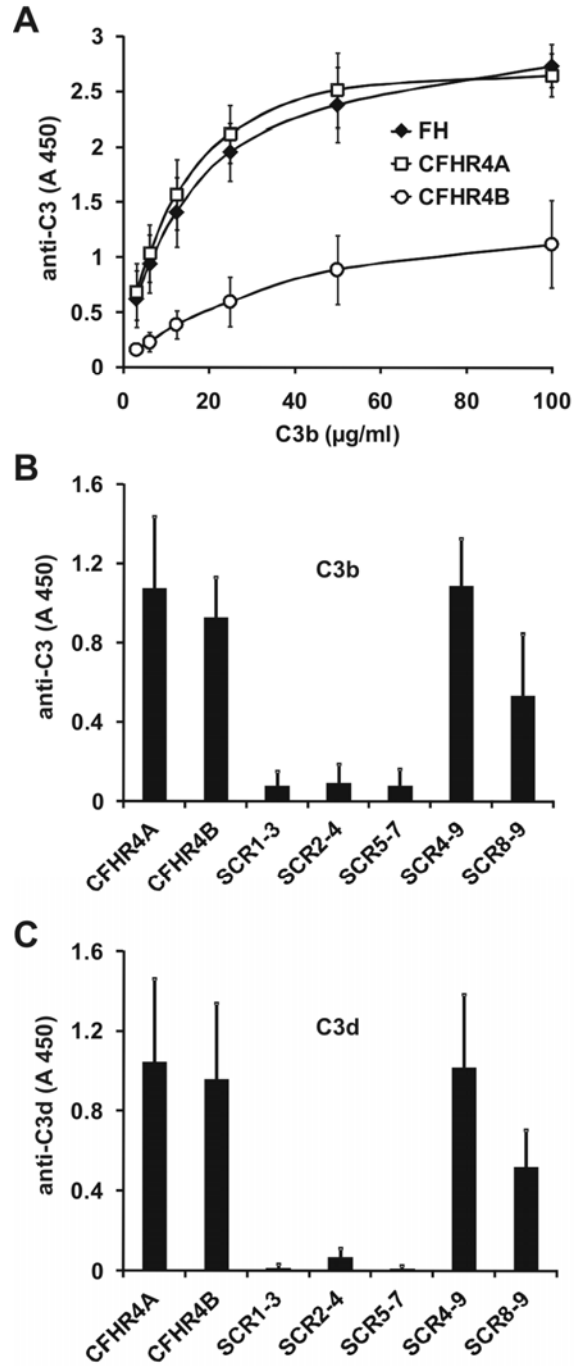 A
anti-C3 (A 450)
3
2.5
2
1.5
1
0.5
0
FH
CFHR4A
CFHR4B
0 20 40 60 80 100
C3b (µg/ml)
B
anti-C3 (A 450)
1.6
1.2
0.8
0.4
0
C3b
CFHR4A CFHR4B SCR1-3 SCR2-4 SCR5-7 SCR4-9 SCR8-9
C
anti-C3d (A 450)
1.6
1.2
0.8
0.4
0
C3d
CFHR4A CFHR4B SCR1-3 SCR2-4 SCR5-7 SCR4-9 SCR8-9